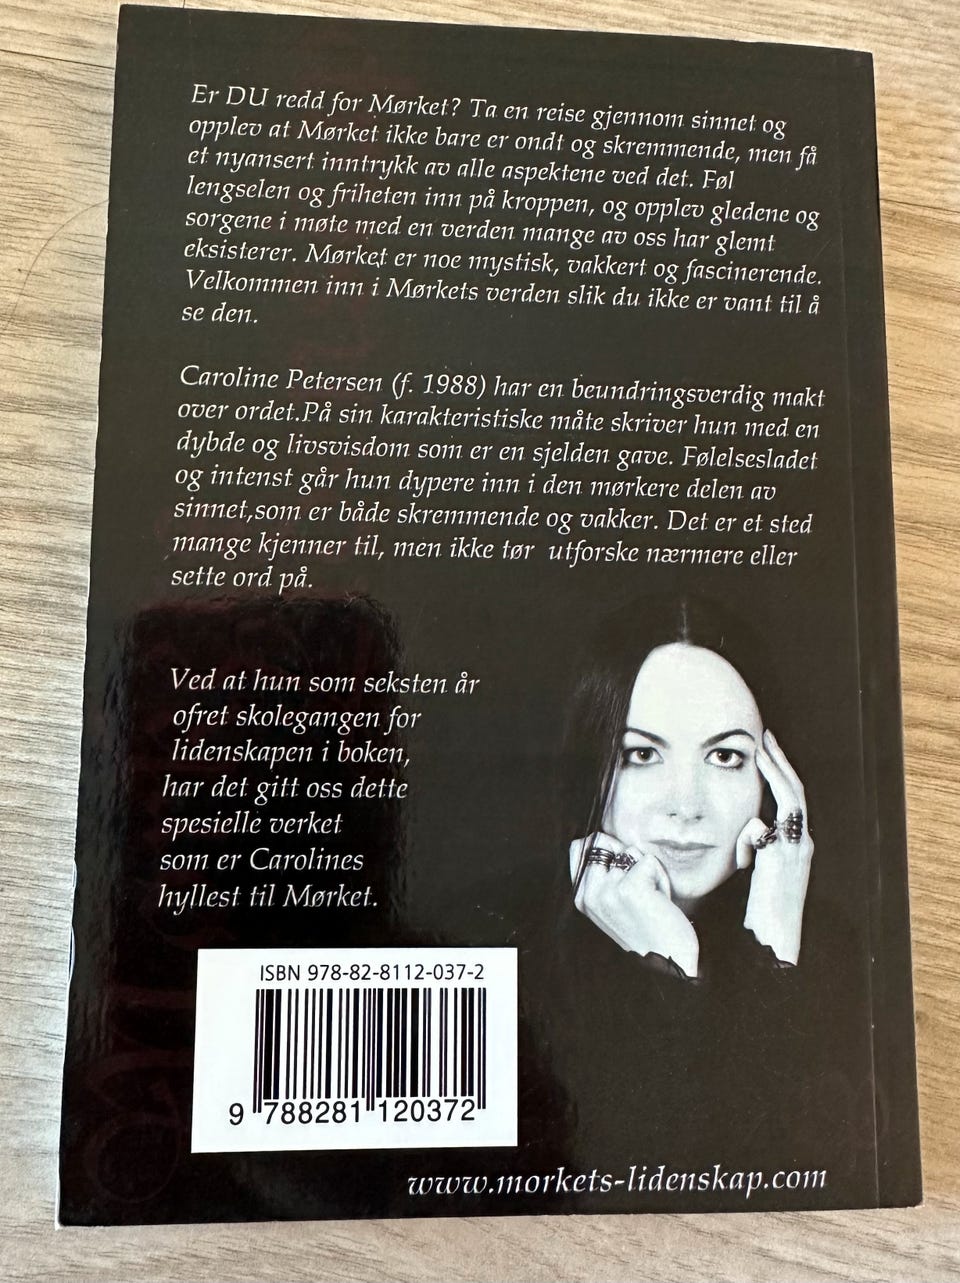 Er DU redd for Mørket? Ta en reise gjennom sinnet og
opplev at Mørket ikke bare er ondt og skremmende, men få
et nyansert inntrykk av alle aspektene ved det. Føl
lengselen og friheten inn på kroppen, og opplev gledene og
sorgene i møte med en verden mange av oss har glemt
eksisterer. Mørket er noe mystisk, vakkert og fascinerende.
Velkommen inn i Mørkets verden slik du ikke er vant til å
se den.
Caroline Petersen (f. 1988) har en beundringsverdig makt
over ordet.På sin karakteristiske måte skriver hun med en
dybde og livsvisdom som er en sjelden gave. Følelsesladet
og intenst går hun dypere inn i den mørkere delen av
sinnet,som er både skremmende og vakker. Det er et sted
mange kjenner til, men ikke tør utforske nærmere eller
sette ord på.
Ved at hun som seksten år
ofret skolegangen for
lidenskapen i boken,
har det gitt oss dette
spesielle verket
som er Carolines
hyllest til Mørket.
ISBN 978-82-8112-037-2
9 788281 120372
www.morkets-lidenskap.com